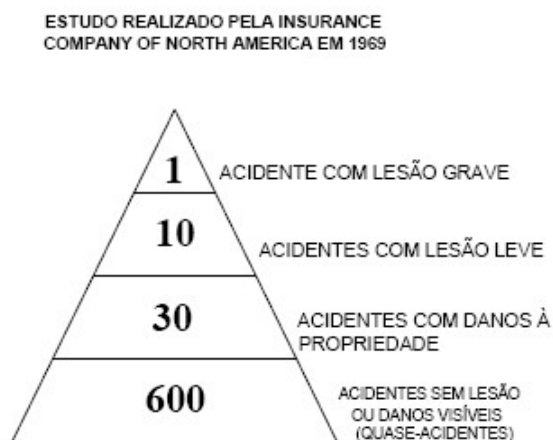 ESTUDO REALIZADO PELA INSURANCE
COMPANY OF NORTH AMERICA EM 1969
1
ACIDENTE COM LESÃO GRAVE
10
ACIDENTES COM LESÃO LEVE
30
ACIDENTES COM DANOS À
PROPRIEDADE
600
ACIDENTES SEM LESÃO
OU DANOS VISÍVEIS
(QUASE-ACIDENTES)